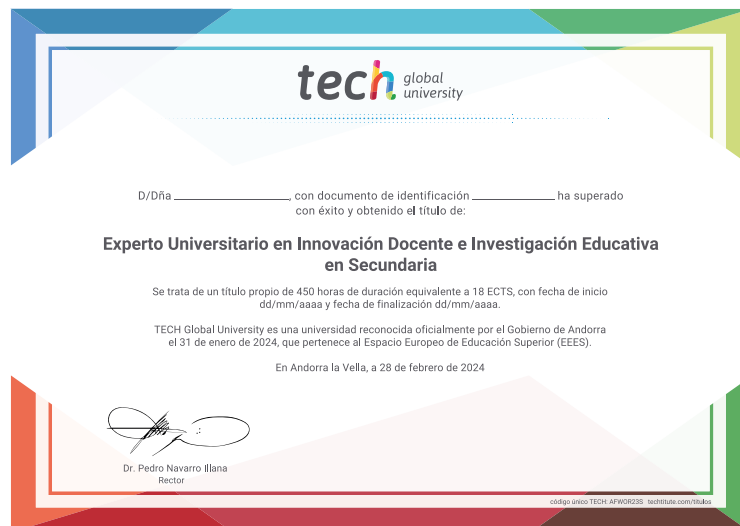 tech global university
D/Dña ______________, con documento de identificación __________ ha superado
con éxito y obtenido el título de:
Experto Universitario en Innovación Docente e Investigación Educativa
en Secundaria
Se trata de un título propio de 450 horas de duración equivalente a 18 ECTS, con fecha de inicio
dd/mm/aaaa y fecha de finalización dd/mm/aaaa.
TECH Global University es una universidad reconocida oficialmente por el Gobierno de Andorra
el 31 de enero de 2024, que pertenece al Espacio Europeo de Educación Superior (EEES).
En Andorra la Vella, a 28 de febrero de 2024
Dr. Pedro Navarro Illana
Rector
código único TECH: AFWOR23S techtitute.com/titulos